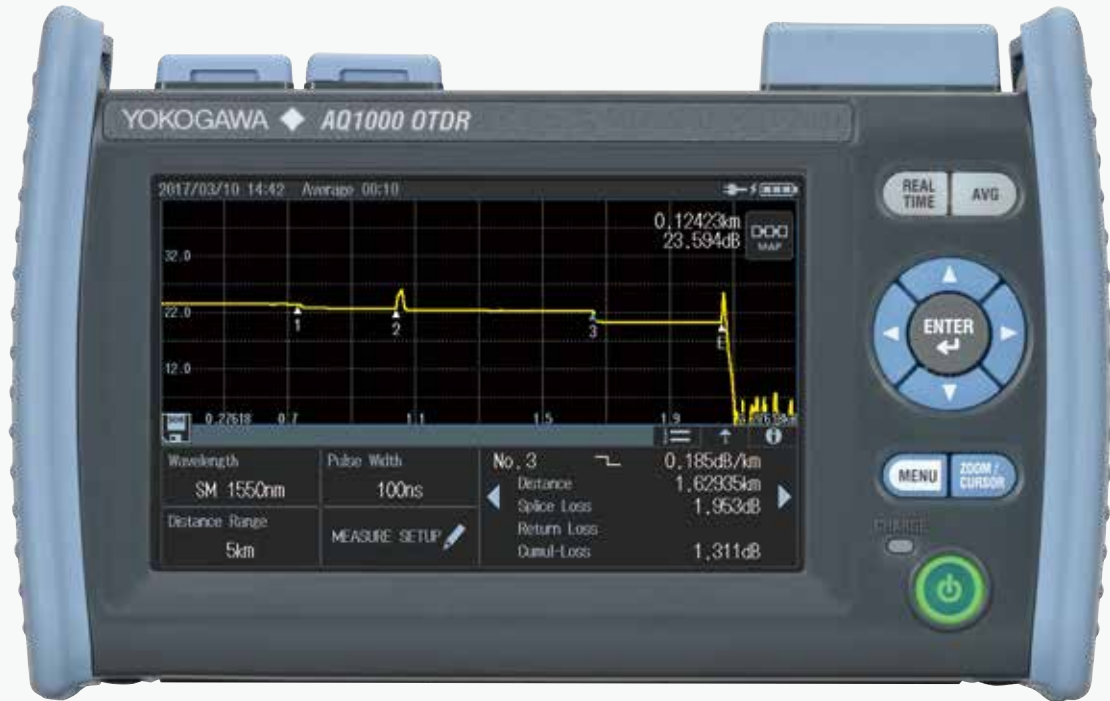 YOKOGAWA AQ1000 OTDR
2017/03/10 14:42 Average 00:10
0.12423km
23.594dB
MAP
32.0
22.0
12.0
1
2
3
E
0.27618 0.7 1.1 1.5 1.9
Wavelength
SM 1550nm
Pulse Width
100ns
Distance Range
5km
MEASURE SETUP
No. 3 0.185dB/km
Distance 1.62935km
Splice Loss 1.953dB
Return Loss
Cumul-Loss 1.311dB
REAL
TIME
AVG
ENTER
MENU
ZOOM /
CURSOR
CHARGE